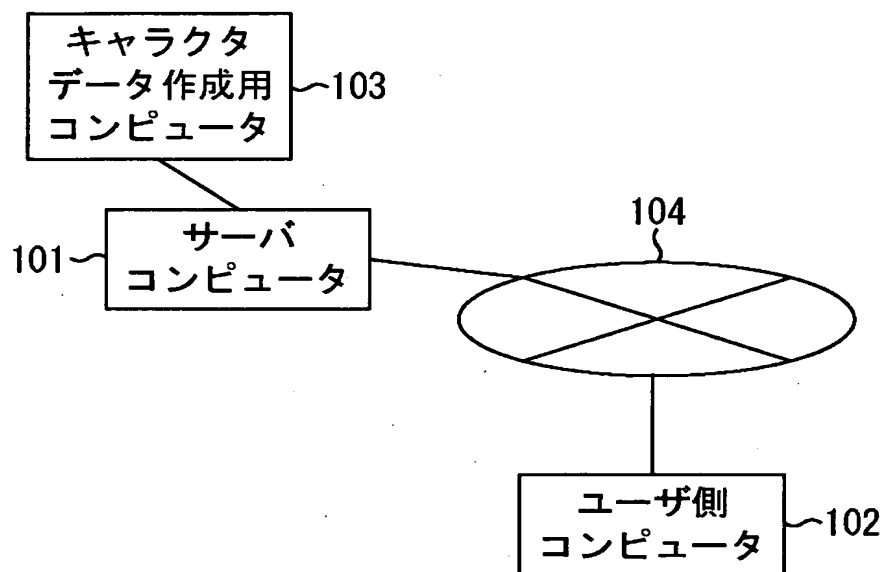 キャラクタ
データ作成用
コンピュータ
103
サーバ
コンピュータ
101
104
ユーザ側
コンピュータ
102